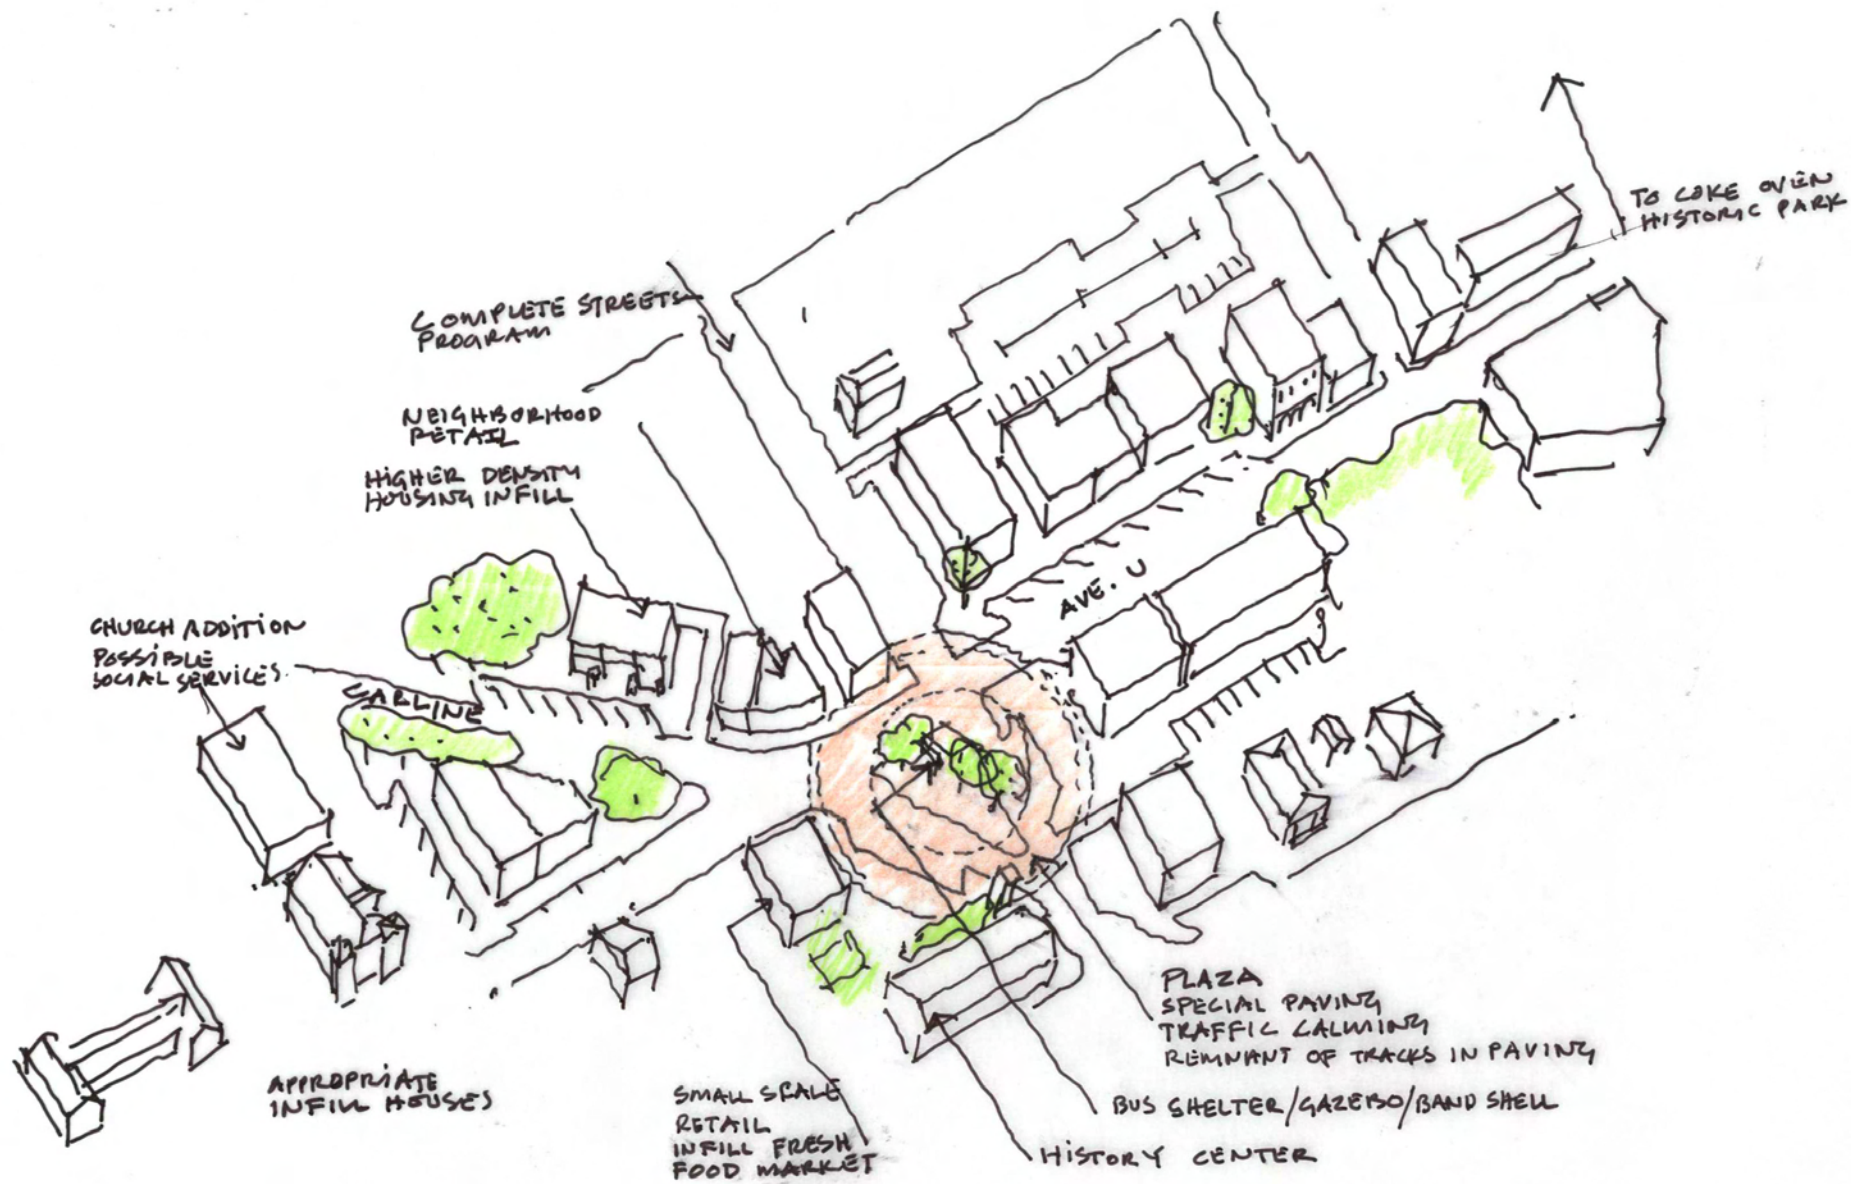 TO COKE OVEN
HISTORIC PARK
COMPLETE STREETS
PROGRAM
NEIGHBORHOOD
RETAIL
HIGHER DENSITY
HOUSING INFILL
AVE. U
CHURCH ADDITION
POSSIBLE
SOCIAL SERVICES
CARLINE
PLAZA
SPECIAL PAVING
TRAFFIC CALMING
REMNANT OF TRACKS IN PAVING
APPROPRIATE
INFILL HOUSES
SMALL SCALE
RETAIL
INFILL FRESH
FOOD MARKET
BUS SHELTER/GAZEBO/BAND SHELL
HISTORY CENTER